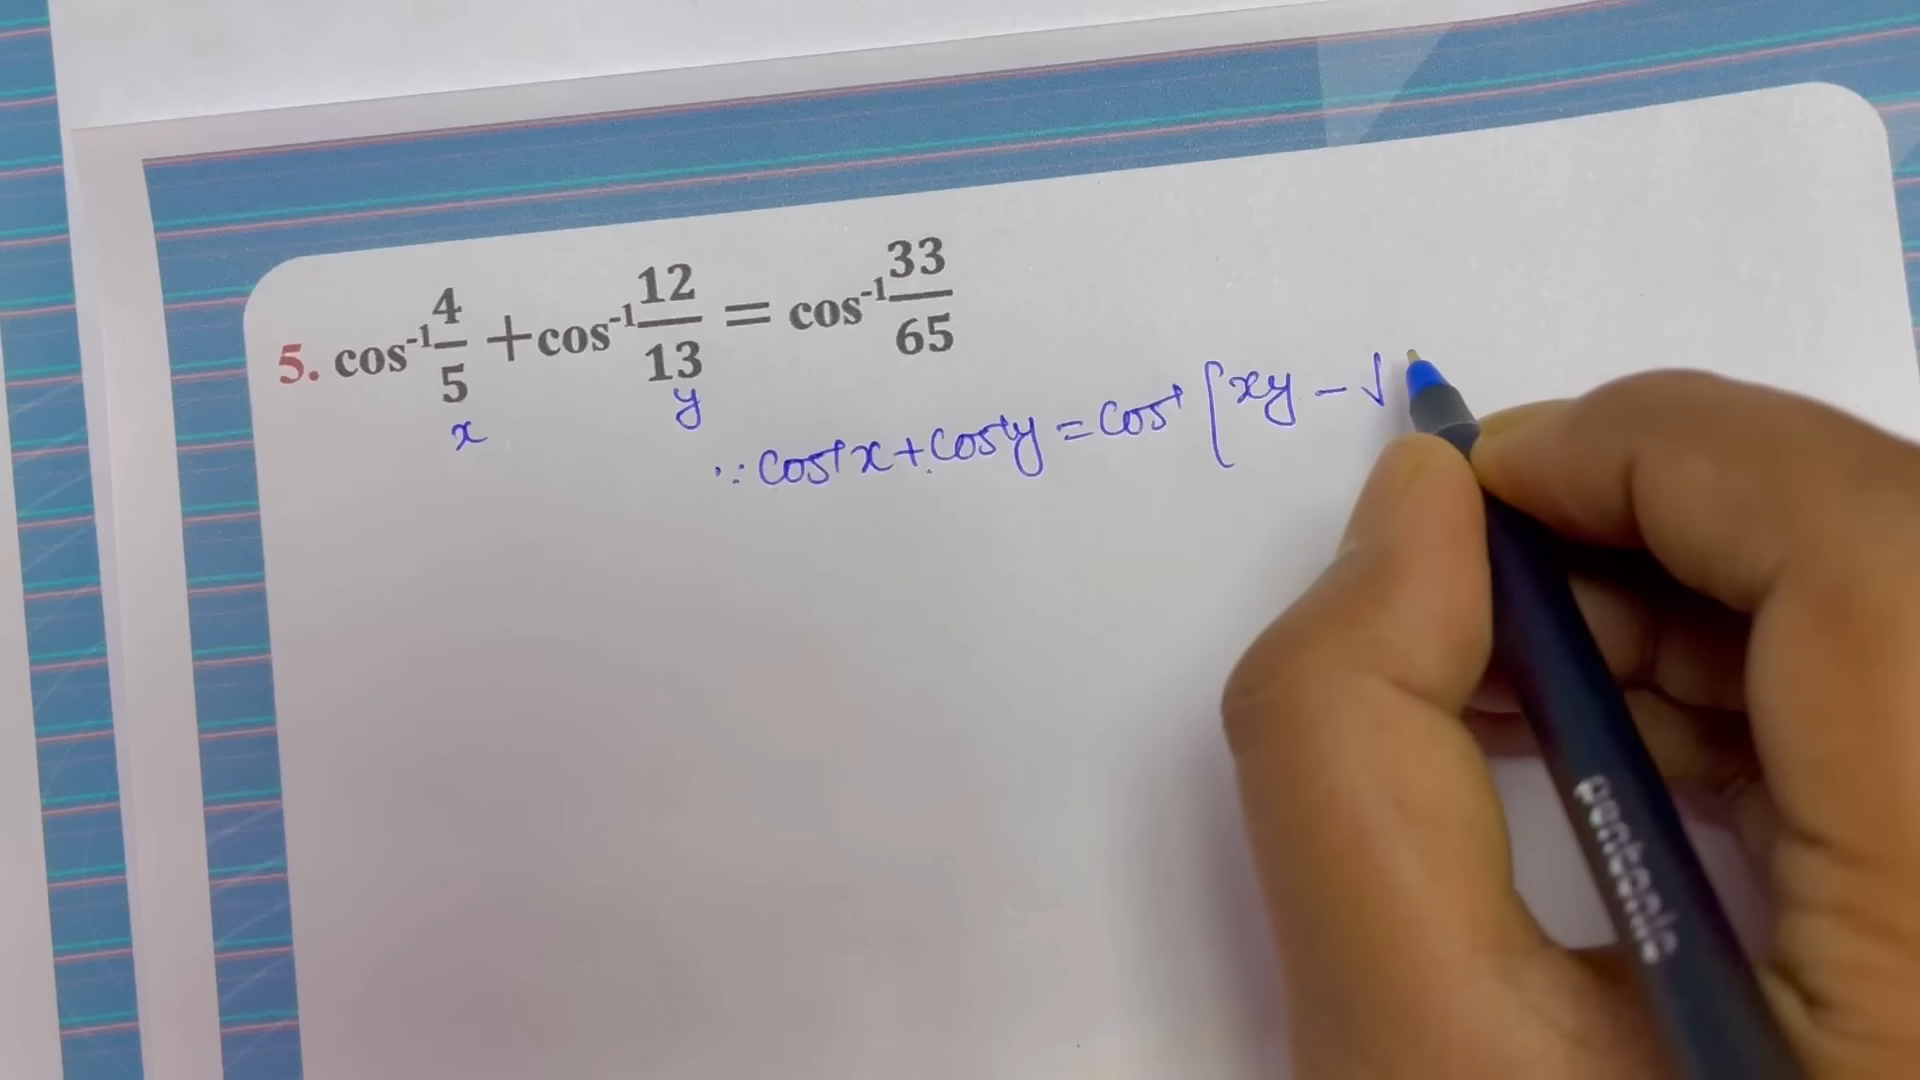 5. cos⁻¹ 4/5 + cos⁻¹ 12/13 = cos⁻¹ 33/65
x y
∵ cos⁻¹x + cos⁻¹y = cos⁻¹ [xy − √
pentonic